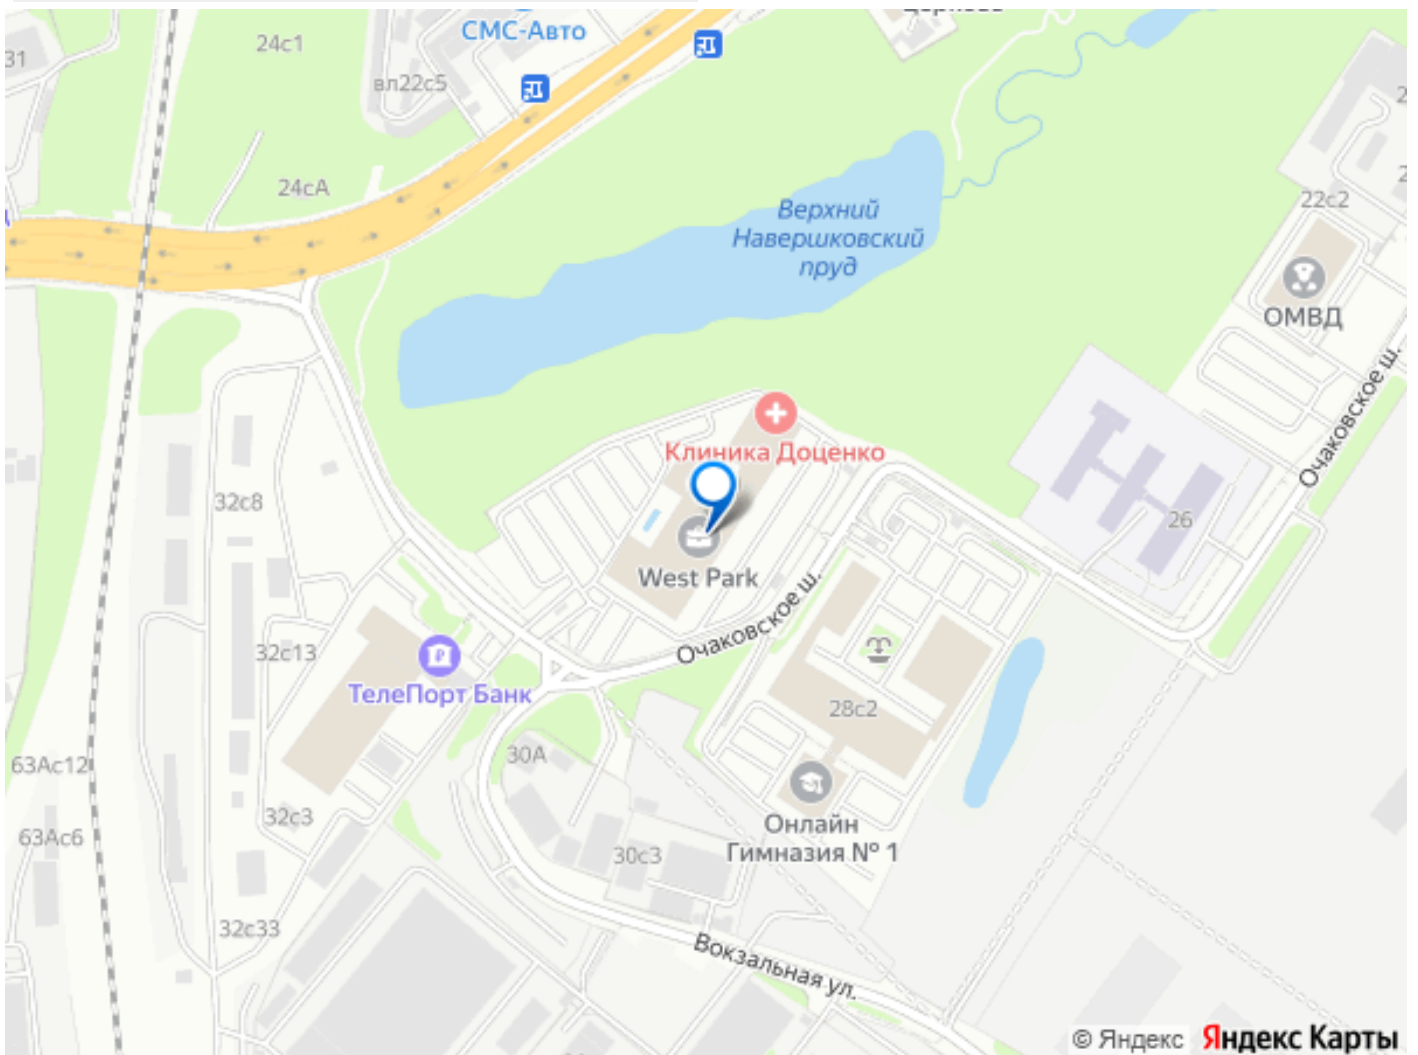 СМС-Авто
24с1
31
вл22с5
24сА
Верхний
Навершковский
пруд
22с2
ОМВД
Очаковское ш.
Клиника Доценко
32с8
26
West Park
Очаковское ш.
32с13
ТелеПорт Банк
28с2
30А
63Ас12
32с3
63Ас6
Онлайн
Гимназия № 1
30с3
32с33
Вокзальная ул.
© Яндекс Яндекс Карты